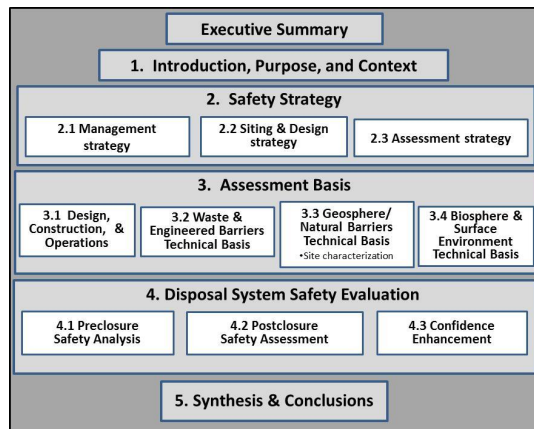 Executive Summary
1. Introduction, Purpose, and Context
2. Safety Strategy
2.1 Management
strategy
2.2 Siting & Design
strategy
2.3 Assessment strategy
3. Assessment Basis
3.1 Design,
Construction, &
Operations
3.2 Waste &
Engineered Barriers
Technical Basis
3.3 Geosphere/
Natural Barriers
Technical Basis
•Site characterization
3.4 Biosphere &
Surface
Environment
Technical Basis
4. Disposal System Safety Evaluation
4.1 Preclosure
Safety Analysis
4.2 Postclosure
Safety Assessment
4.3 Confidence
Enhancement
5. Synthesis & Conclusions